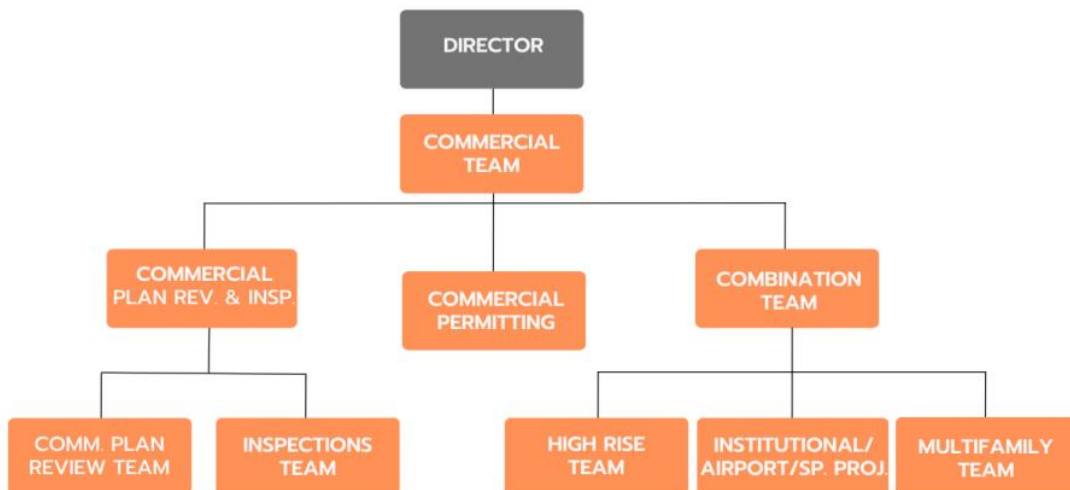 DIRECTOR
COMMERCIAL
TEAM
COMMERCIAL
PLAN REV. & INSP.
COMMERCIAL
PERMITTING
COMBINATION
TEAM
COMM. PLAN
REVIEW TEAM
INSPECTIONS
TEAM
HIGH RISE
TEAM
INSTITUTIONAL/
AIRPORT/SP. PROJ.
MULTIFAMILY
TEAM